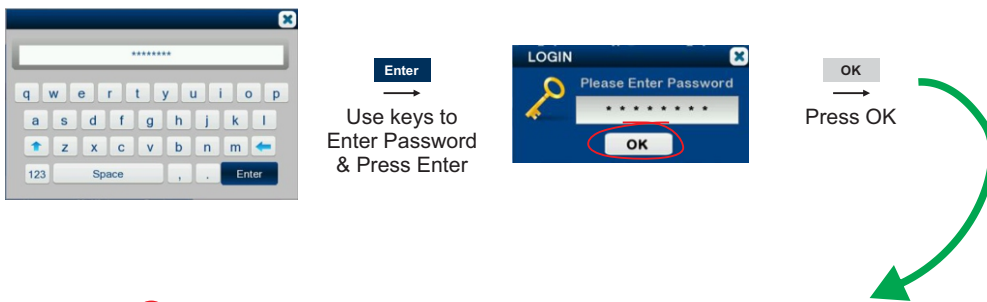 ********
q w e r t y u i o p
a s d f g h j k l
z x c v b n m
123 Space , . Enter
Enter
Use keys to
Enter Password
& Press Enter
LOGIN
Please Enter Password
* * * * * * * *
OK
OK
Press OK